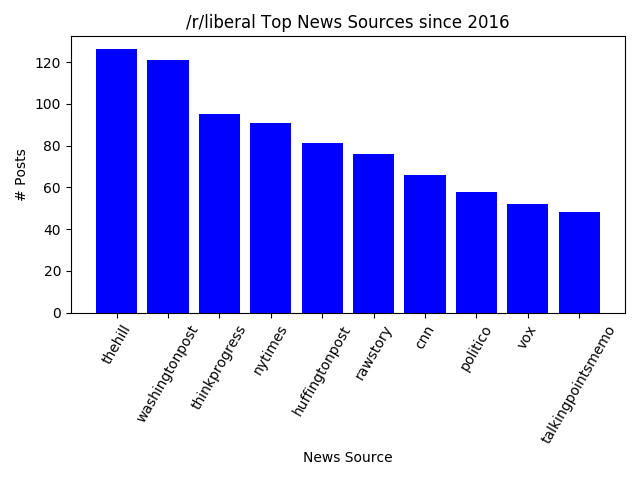 /r/liberal Top News Sources since 2016
# Posts
120
100
80
60
40
20
0
thehill
washingtonpost
thinkprogress
nytimes
huffingtonpost
rawstory
cnn
politico
vox
talkingpointsmemo
News Source